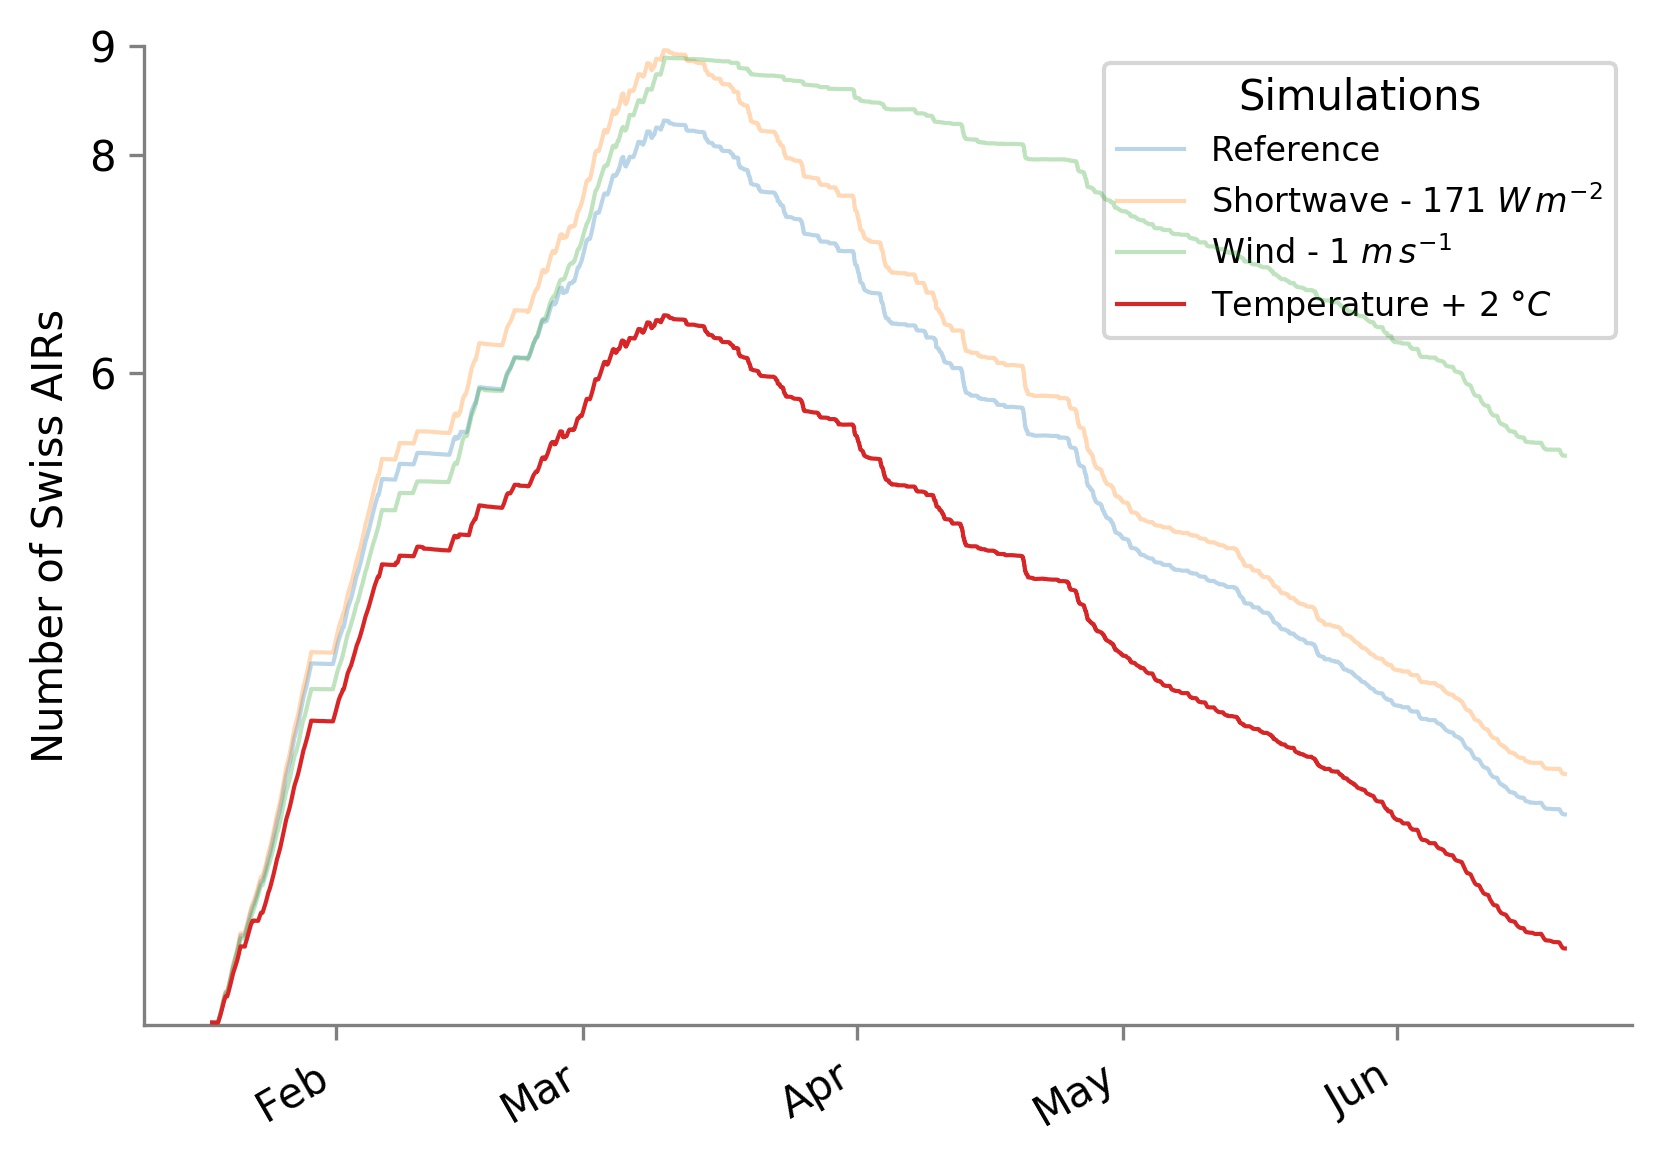 9
8
6
Number of Swiss AIRs
Simulations
Reference
Shortwave - 171 W m⁻²
Wind - 1 m s⁻¹
Temperature + 2 °C
Feb
Mar
Apr
May
Jun